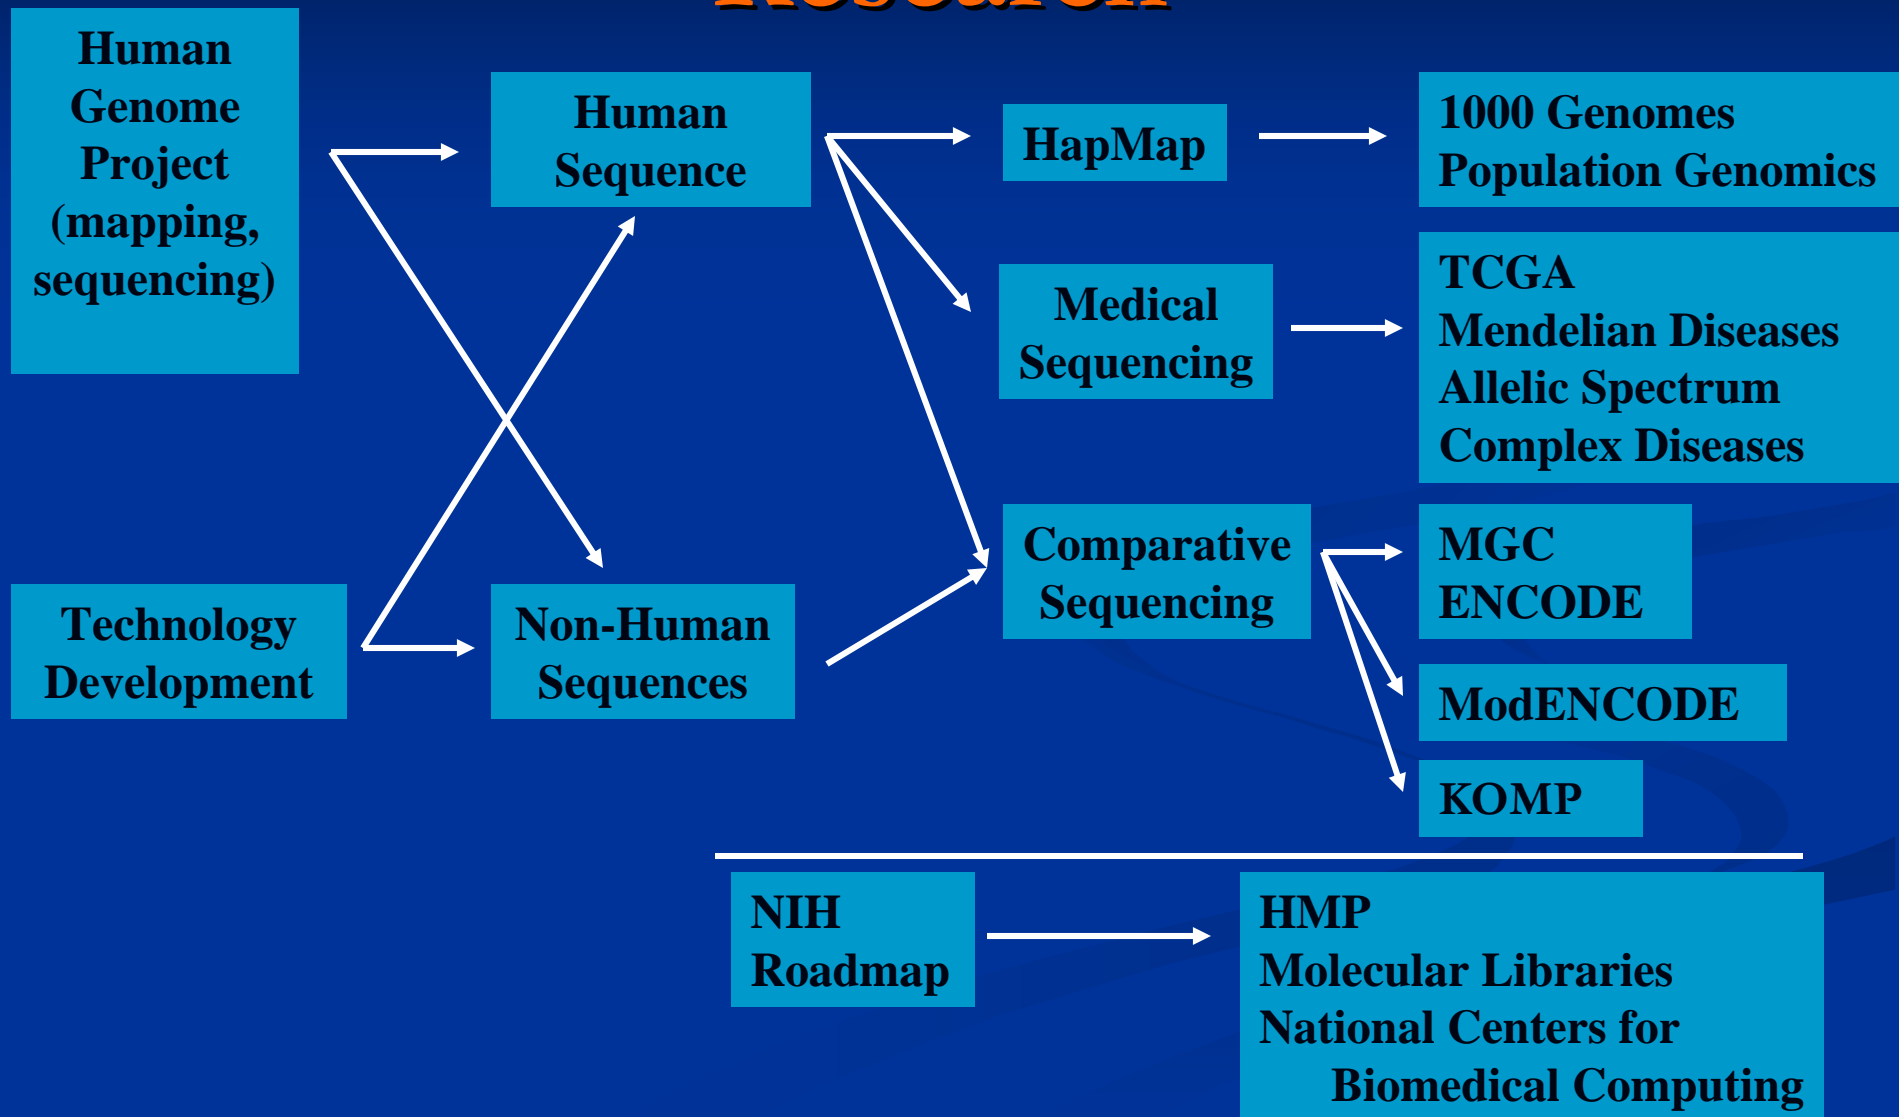 Research
Human
Genome
Project
(mapping,
sequencing)
Human
Sequence
HapMap
1000 Genomes
Population Genomics
Medical
Sequencing
TCGA
Mendelian Diseases
Allelic Spectrum
Complex Diseases
Technology
Development
Non-Human
Sequences
Comparative
Sequencing
MGC
ENCODE
ModENCODE
KOMP
NIH
Roadmap
HMP
Molecular Libraries
National Centers for
Biomedical Computing